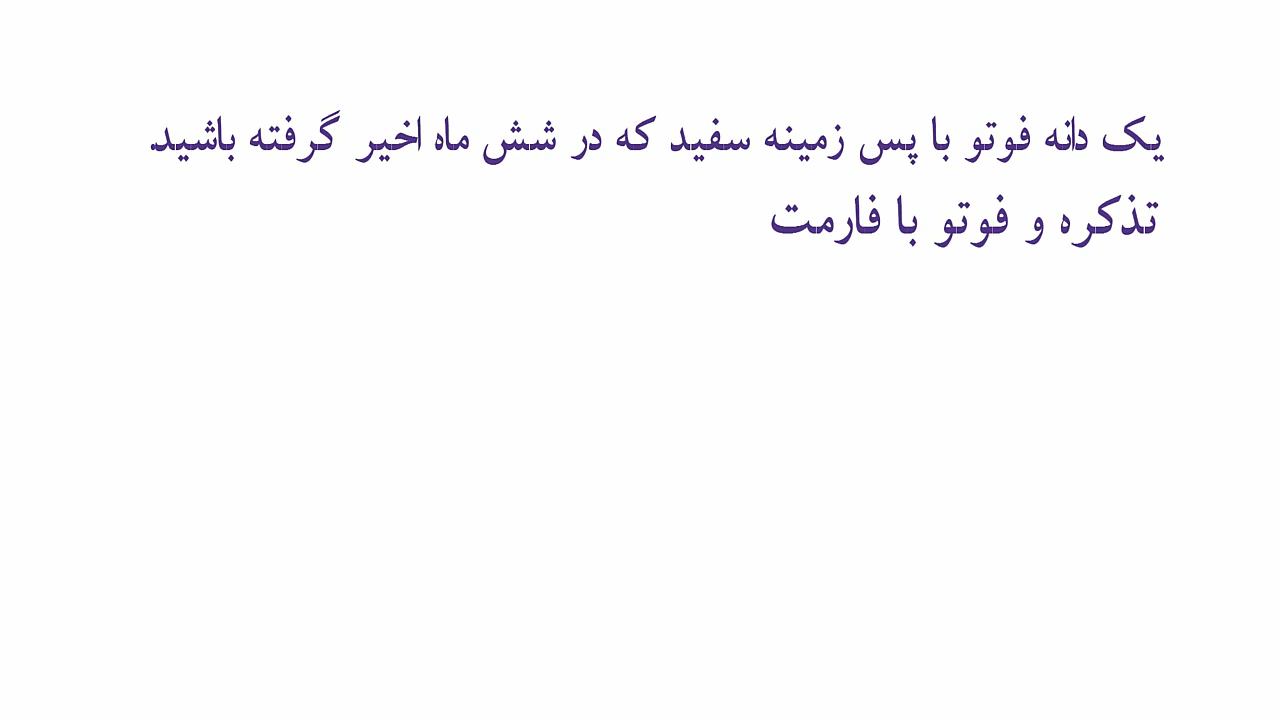 یک دانه فوتو با پس زمینه سفید که در شش ماه اخیر گرفته باشید.
تذکره و فوتو با فارمت